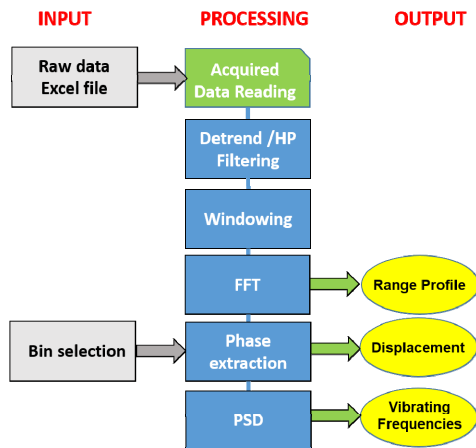 INPUT PROCESSING OUTPUT
Raw data
Excel file
Acquired
Data Reading
Detrend /HP
Filtering
Windowing
FFT
Range Profile
Bin selection
Phase
extraction
Displacement
PSD
Vibrating
Frequencies